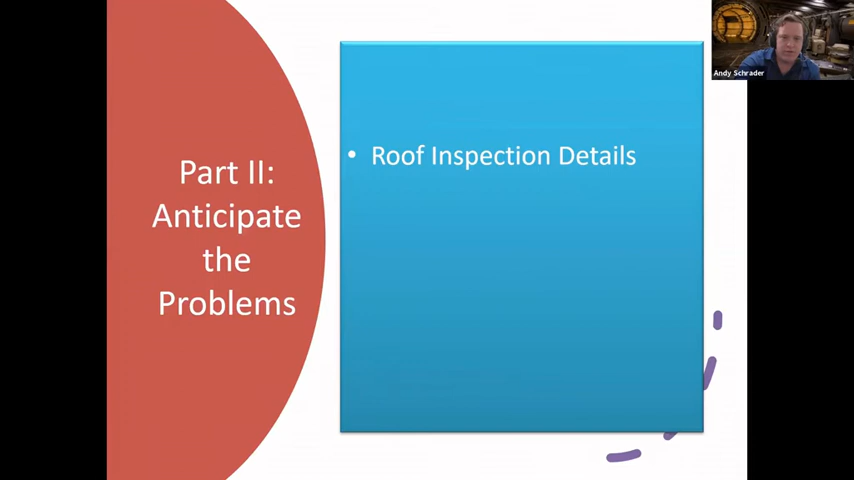 Part II:
Anticipate
the
Problems
• Roof Inspection Details
Andy Schrader